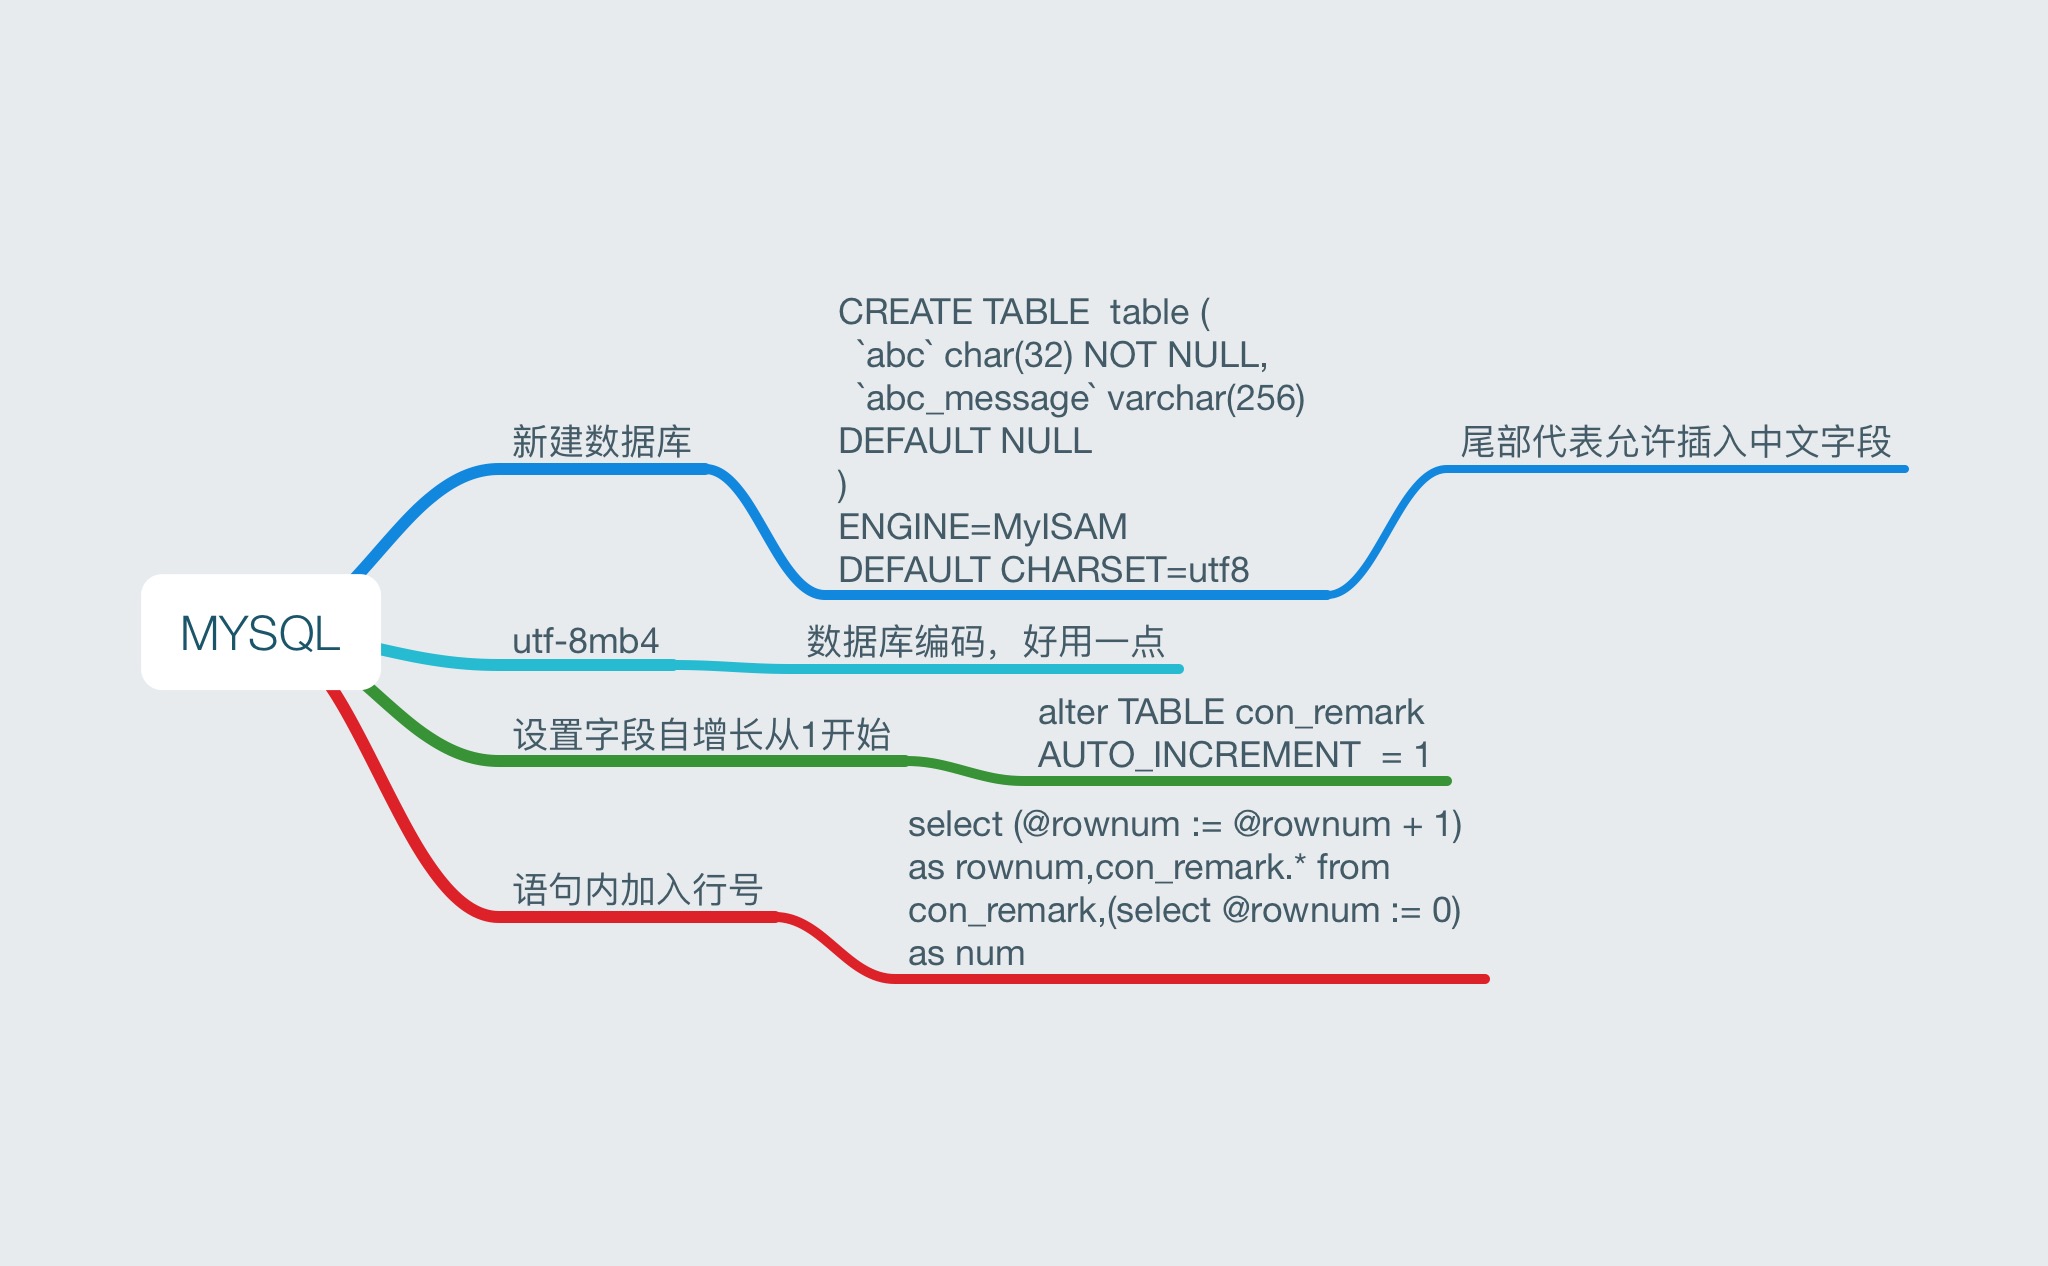 MYSQL
新建数据库
CREATE TABLE  table (
  `abc` char(32) NOT NULL,
  `abc_message` varchar(256)
DEFAULT NULL
)
ENGINE=MyISAM
DEFAULT CHARSET=utf8
尾部代表允许插入中文字段
utf-8mb4
数据库编码，好用一点
设置字段自增长从1开始
alter TABLE con_remark
AUTO_INCREMENT  = 1
语句内加入行号
select (@rownum := @rownum + 1)
as rownum,con_remark.* from
con_remark,(select @rownum := 0)
as num